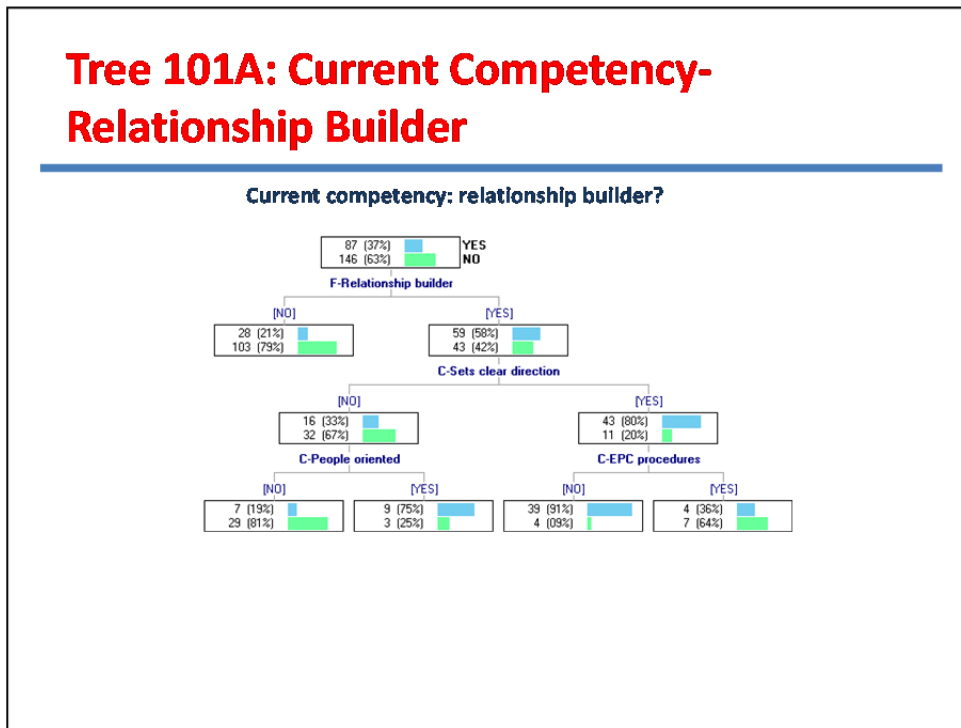 Tree 101A: Current Competency-
Relationship Builder
Current competency: relationship builder?
87 (37%) YES
146 (63%) NO
F-Relationship builder
[NO] [YES]
28 (21%) 59 (58%)
103 (79%) 43 (42%)
C-Sets clear direction
[NO] [YES]
16 (33%) 43 (80%)
32 (67%) 11 (20%)
C-People oriented C-EPC procedures
[NO] [YES] [NO] [YES]
7 (19%) 9 (75%) 39 (91%) 4 (36%)
29 (81%) 3 (25%) 4 (09%) 7 (64%)